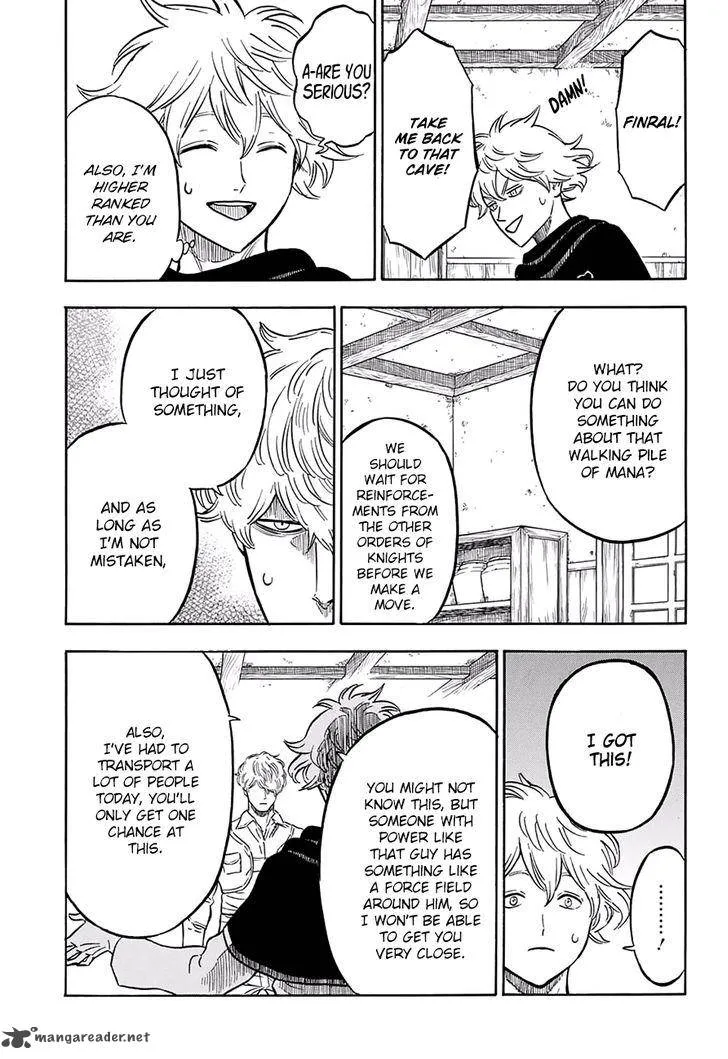 FINRAL!
DAMN!
TAKE
ME BACK
TO THAT
CAVE!
A-ARE YOU
SERIOUS?
ALSO, I'M
HIGHER
RANKED
THAN YOU
ARE.
WHAT?
DO YOU THINK
YOU CAN DO
SOMETHING
ABOUT THAT
WALKING PILE
OF MANA?
WE
SHOULD
WAIT FOR
REINFORCE-
MENTS FROM
THE OTHER
ORDERS OF
KNIGHTS
BEFORE WE
MAKE A
MOVE.
I JUST
THOUGHT OF
SOMETHING,
AND AS
LONG AS
I'M NOT
MISTAKEN,
I GOT
THIS!
.........!
YOU MIGHT NOT
KNOW THIS, BUT
SOMEONE WITH
POWER LIKE
THAT GUY HAS
SOMETHING LIKE
A FORCE FIELD
AROUND HIM, SO
I WON'T BE ABLE
TO GET YOU
VERY CLOSE.
ALSO,
I'VE HAD TO
TRANSPORT A
LOT OF PEOPLE
TODAY, YOU'LL
ONLY GET ONE
CHANCE AT
THIS.
mangareader.net